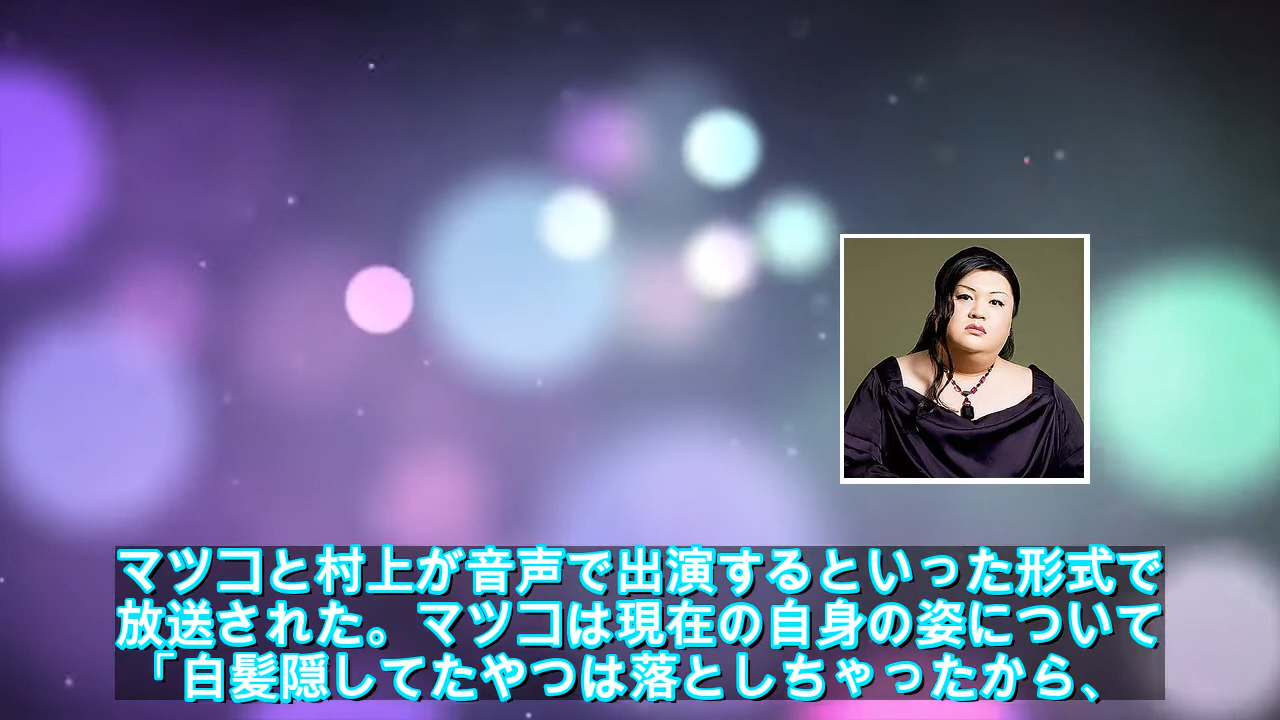 マツコと村上が音声で出演するといった形式で
放送された。マツコは現在の自身の姿について
「白髪隠してたやつは落としちゃったから、